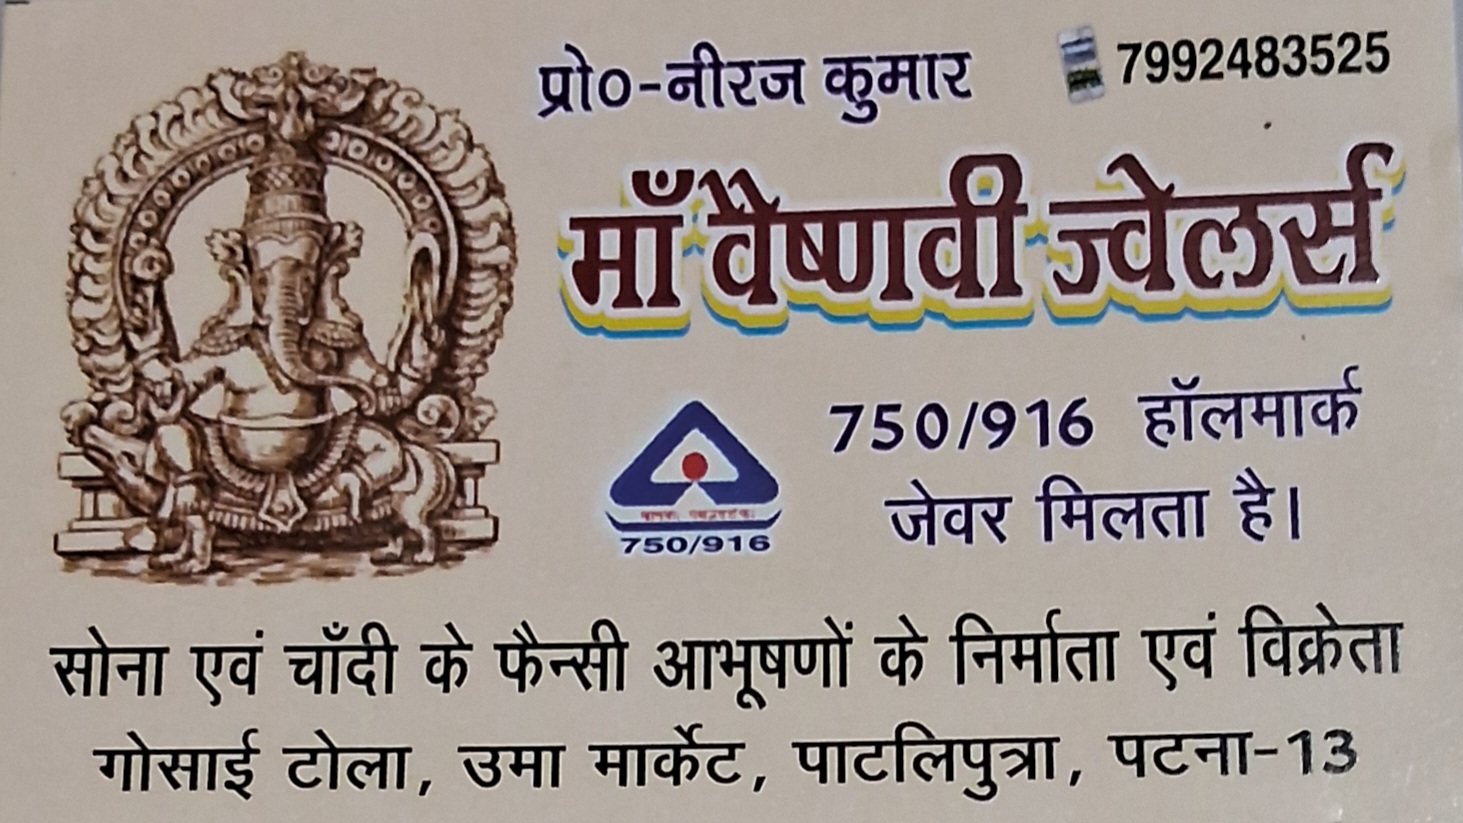 प्रो०-नीरज कुमार 7992483525
माँ वैष्णवी ज्वेलर्स
750/916 हॉलमार्क
जेवर मिलता है।
750/916
सोना एवं चाँदी के फैन्सी आभूषणों के निर्माता एवं विक्रेता
गोसाई टोला, उमा मार्केट, पाटलिपुत्रा, पटना-13